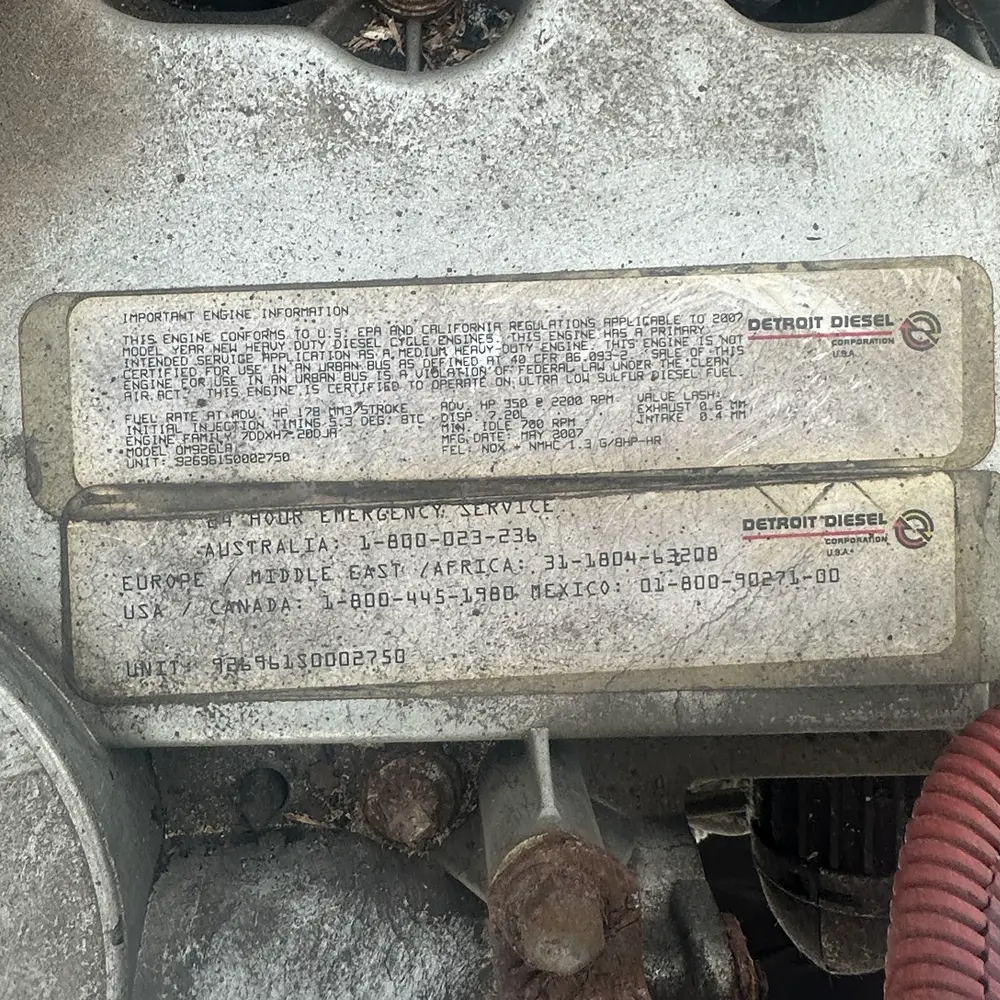 IMPORTANT ENGINE INFORMATION
THIS ENGINE CONFORMS TO U.S. EPA AND CALIFORNIA REGULATIONS APPLICABLE TO 2007
MODEL YEAR NEW HEAVY DUTY DIESEL CYCLE ENGINES. THIS ENGINE HAS A PRIMARY
INTENDED SERVICE APPLICATION AS A MEDIUM HEAVY DUTY ENGINE. THIS ENGINE IS NOT
CERTIFIED FOR USE IN AN URBAN BUS AS DEFINED AT 40 CFR 86.093-2. SALE OF THIS
ENGINE FOR USE IN AN URBAN BUS IS A VIOLATION OF FEDERAL LAW UNDER THE CLEAN
AIR ACT. THIS ENGINE IS CERTIFIED TO OPERATE ON ULTRA LOW SULFUR DIESEL FUEL.
DETROIT DIESEL
CORPORATION
U.S.A.
FUEL RATE AT ADV. HP 178 MM3/STROKE
INITIAL INJECTION TIMING 5.3 DEG. BTC
ENGINE FAMILY 7DDXH7.20DJA
MODEL OM926LA
UNIT: 926961S0002750
ADV. HP 350 @ 2200 RPM
DISP. 7.20L
MIN. IDLE 700 RPM
MFG. DATE: MAY 2007
FEL: NOX + NMHC 1.3 G/BHP-HR
VALVE LASH:
EXHAUST 0.6 MM
INTAKE 0.4 MM
24 HOUR EMERGENCY SERVICE
AUSTRALIA: 1-800-023-236
EUROPE / MIDDLE EAST /AFRICA: 31-1804-63208
USA / CANADA: 1-800-445-1980 MEXICO: 01-800-90271-00
DETROIT DIESEL
CORPORATION
U.S.A.
UNIT: 926961S0002750